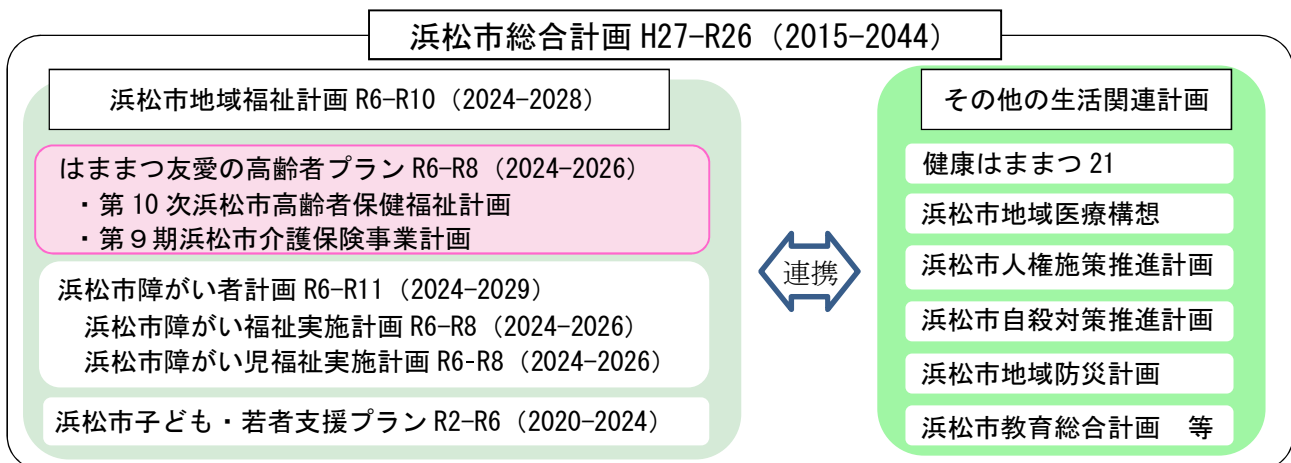 浜松市総合計画 H27-R26（2015-2044）
浜松市地域福祉計画 R6-R10（2024-2028）
はままつ友愛の高齢者プラン R6-R8（2024-2026）
・第 10 次浜松市高齢者保健福祉計画
・第９期浜松市介護保険事業計画
浜松市障がい者計画 R6-R11（2024-2029）
浜松市障がい福祉実施計画 R6-R8（2024-2026）
浜松市障がい児福祉実施計画 R6-R8（2024-2026）
浜松市子ども・若者支援プラン R2-R6（2020-2024）
連携
その他の生活関連計画
健康はままつ 21
浜松市地域医療構想
浜松市人権施策推進計画
浜松市自殺対策推進計画
浜松市地域防災計画
浜松市教育総合計画　等